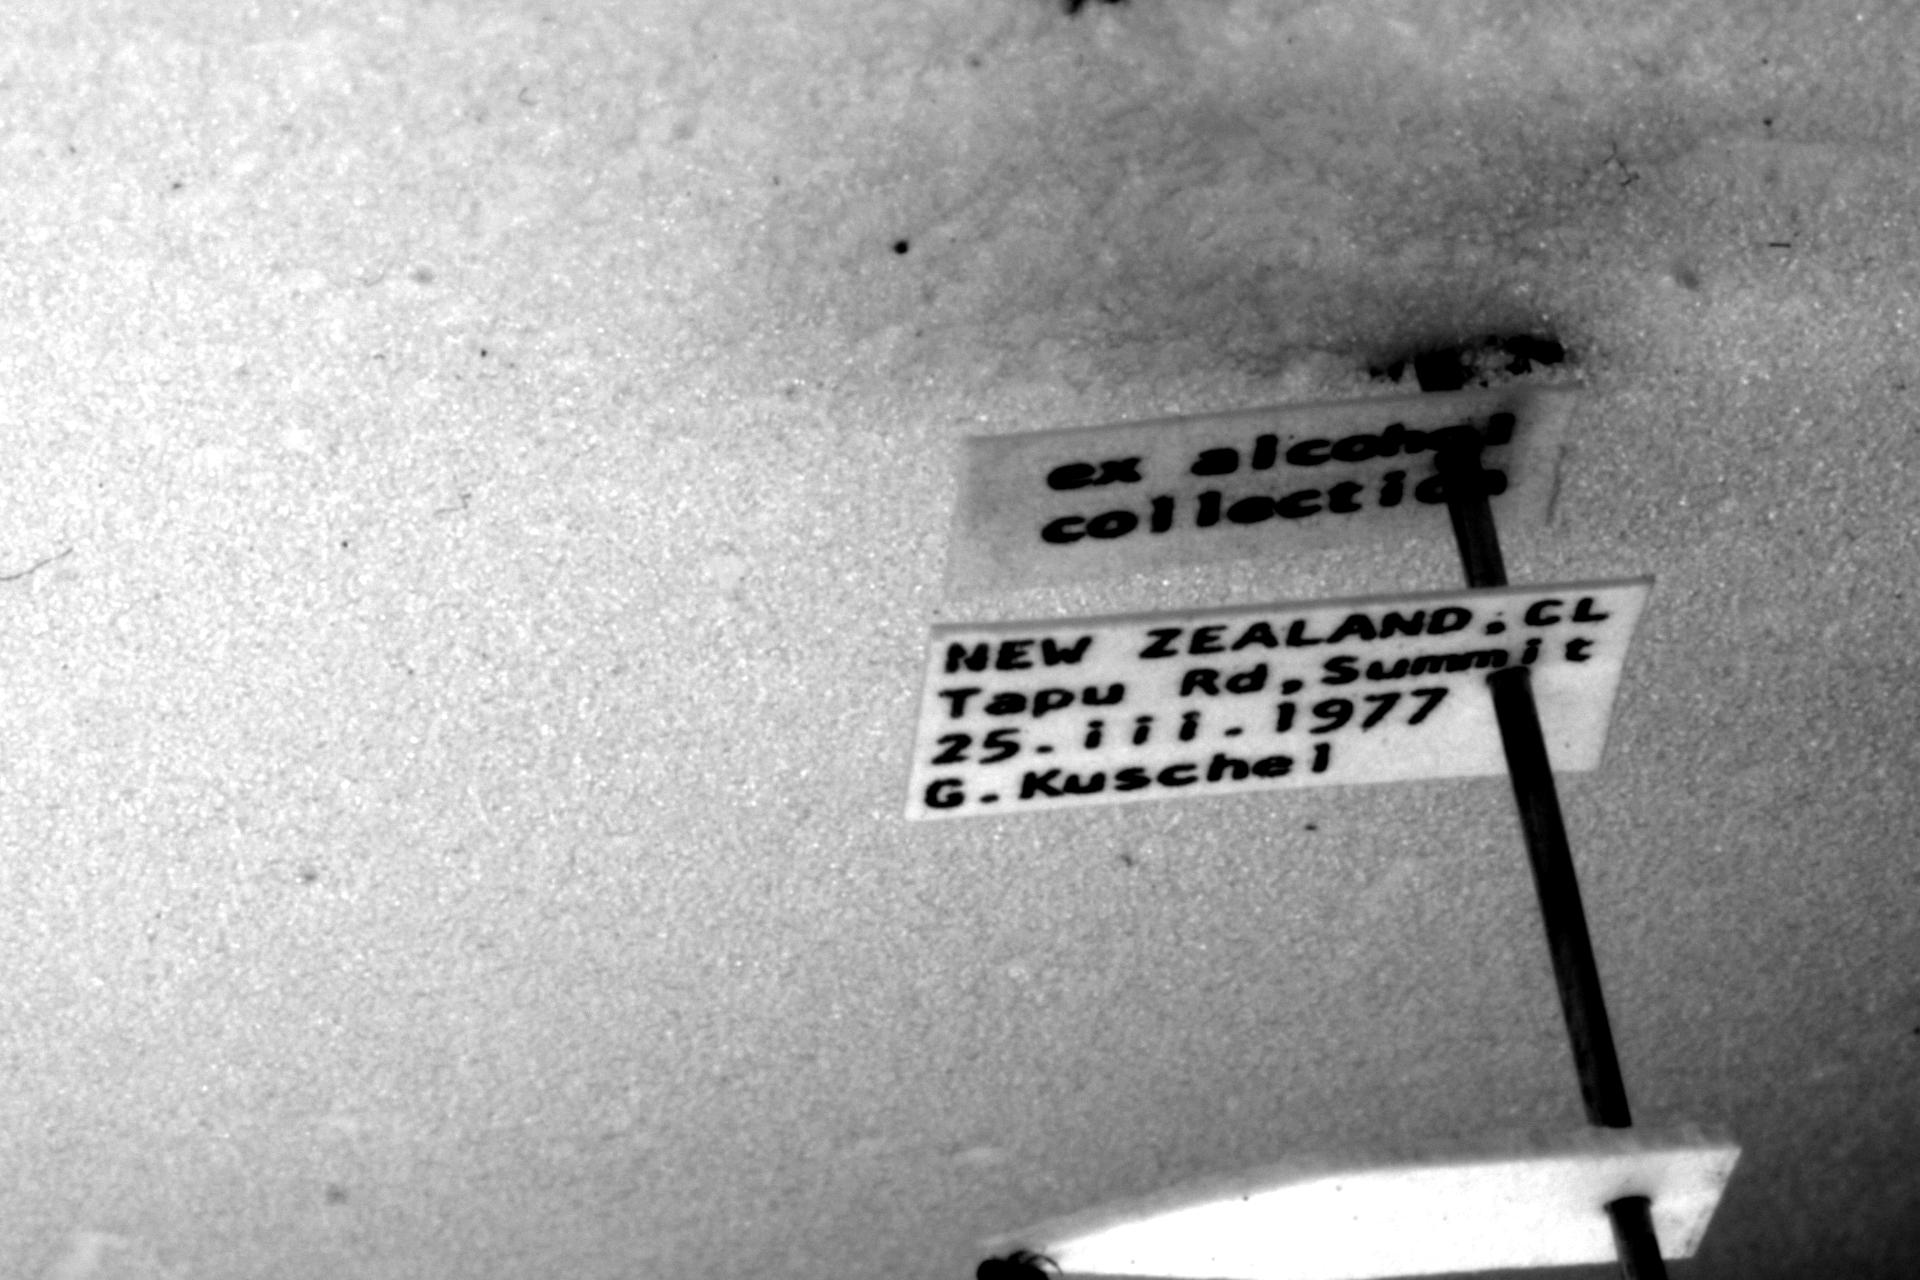 ex alcohol
collection
NEW ZEALAND.CL
Tapu Rd,Summit
25.iii.1977
G.Kuschel